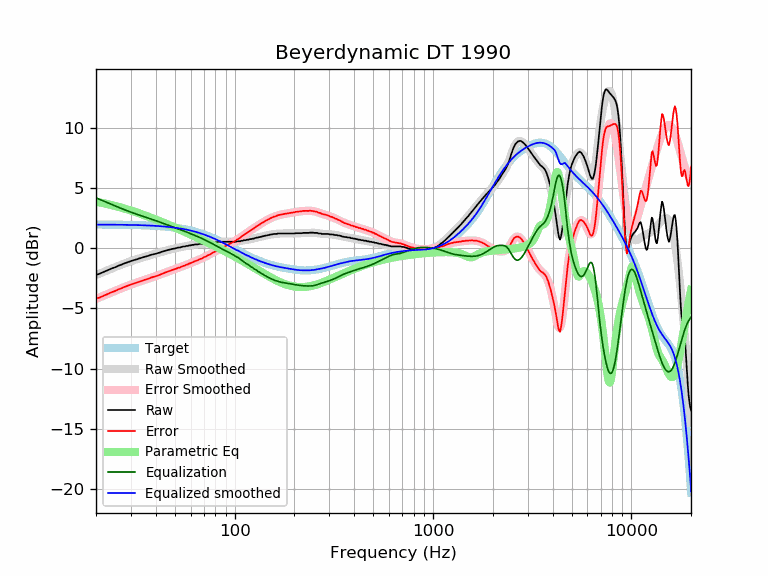 Beyerdynamic DT 1990
Amplitude (dBr)
10
5
0
−5
−10
−15
−20
Target
Raw Smoothed
Error Smoothed
Raw
Error
Parametric Eq
Equalization
Equalized smoothed
100 1000 10000
Frequency (Hz)